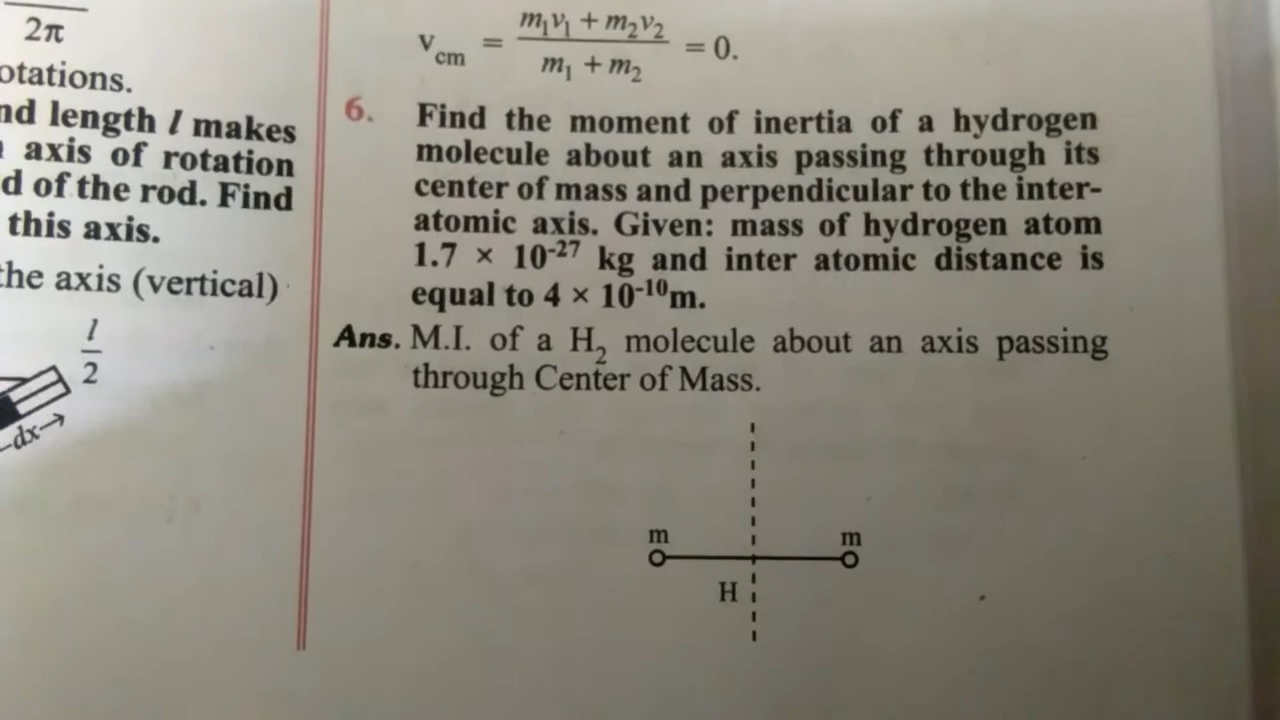 2π
otations.
nd length l makes
axis of rotation
d of the rod. Find
this axis.
the axis (vertical)
l
2
-dx→
v_cm = (m₁v₁ + m₂v₂) / (m₁ + m₂) = 0.
6. Find the moment of inertia of a hydrogen
molecule about an axis passing through its
center of mass and perpendicular to the inter-
atomic axis. Given: mass of hydrogen atom
1.7 × 10⁻²⁷ kg and inter atomic distance is
equal to 4 × 10⁻¹⁰m.
Ans. M.I. of a H₂ molecule about an axis passing
through Center of Mass.
m m
H